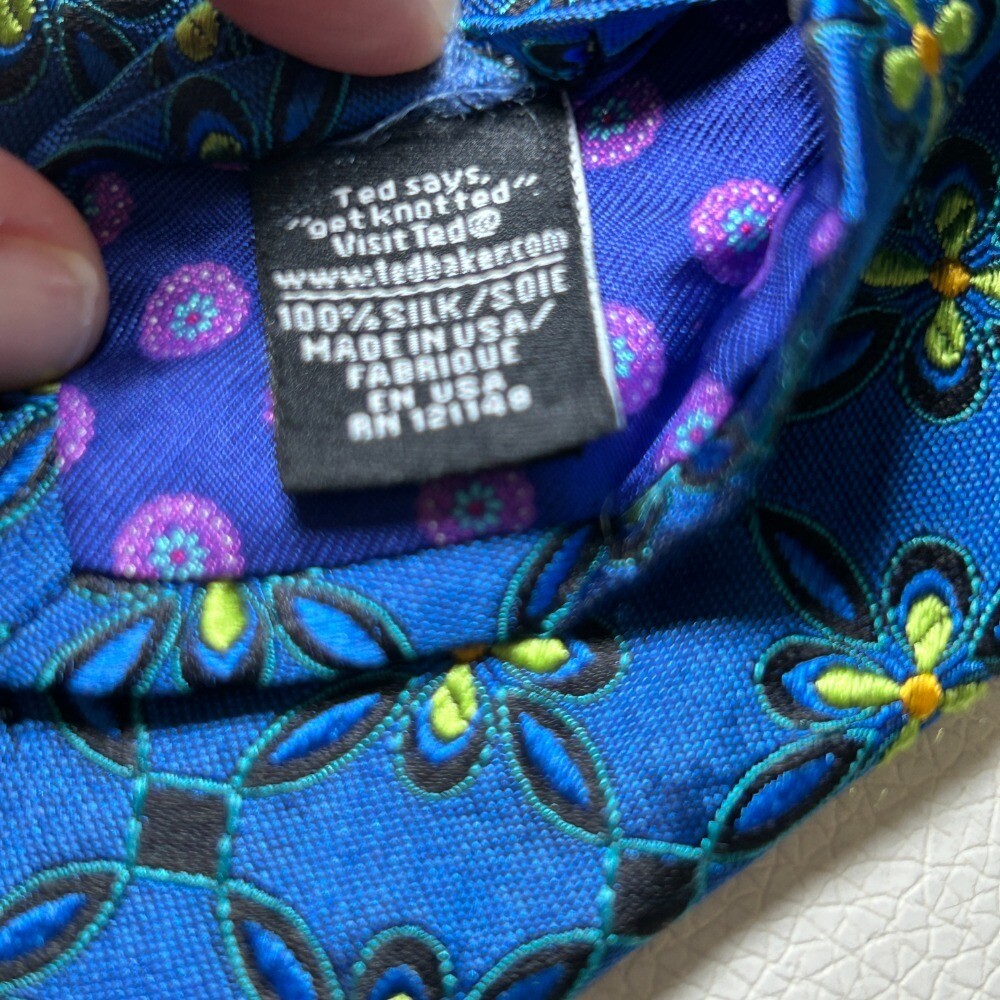 Ted says,
"get knotted"
Visit Ted@
www.tedbaker.com
100% SILK/SOIE
MADE IN USA/
FABRIQUE
EN USA
RN 121148